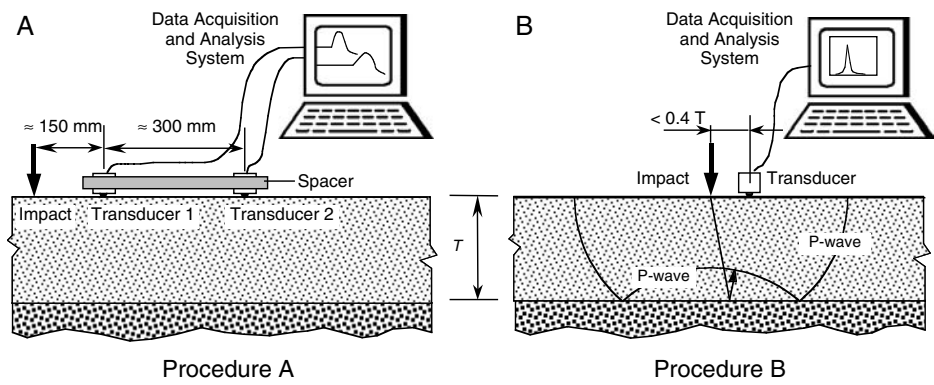 A
Data Acquisition
and Analysis
System
≈ 150 mm
≈ 300 mm
Spacer
Impact
Transducer 1
Transducer 2
Procedure A
B
Data Acquisition
and Analysis
System
< 0.4 T
Impact
Transducer
T
P-wave
P-wave
Procedure B